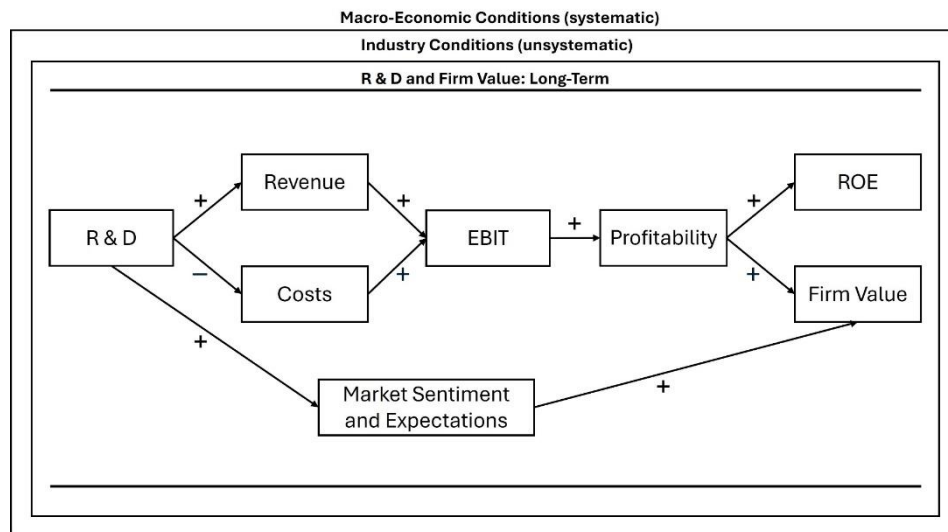 Macro-Economic Conditions (systematic)
Industry Conditions (unsystematic)
R & D and Firm Value: Long-Term
Revenue
ROE
+
+
+
R & D
EBIT
+
Profitability
−
+
+
Costs
Firm Value
+
Market Sentiment
and Expectations
+